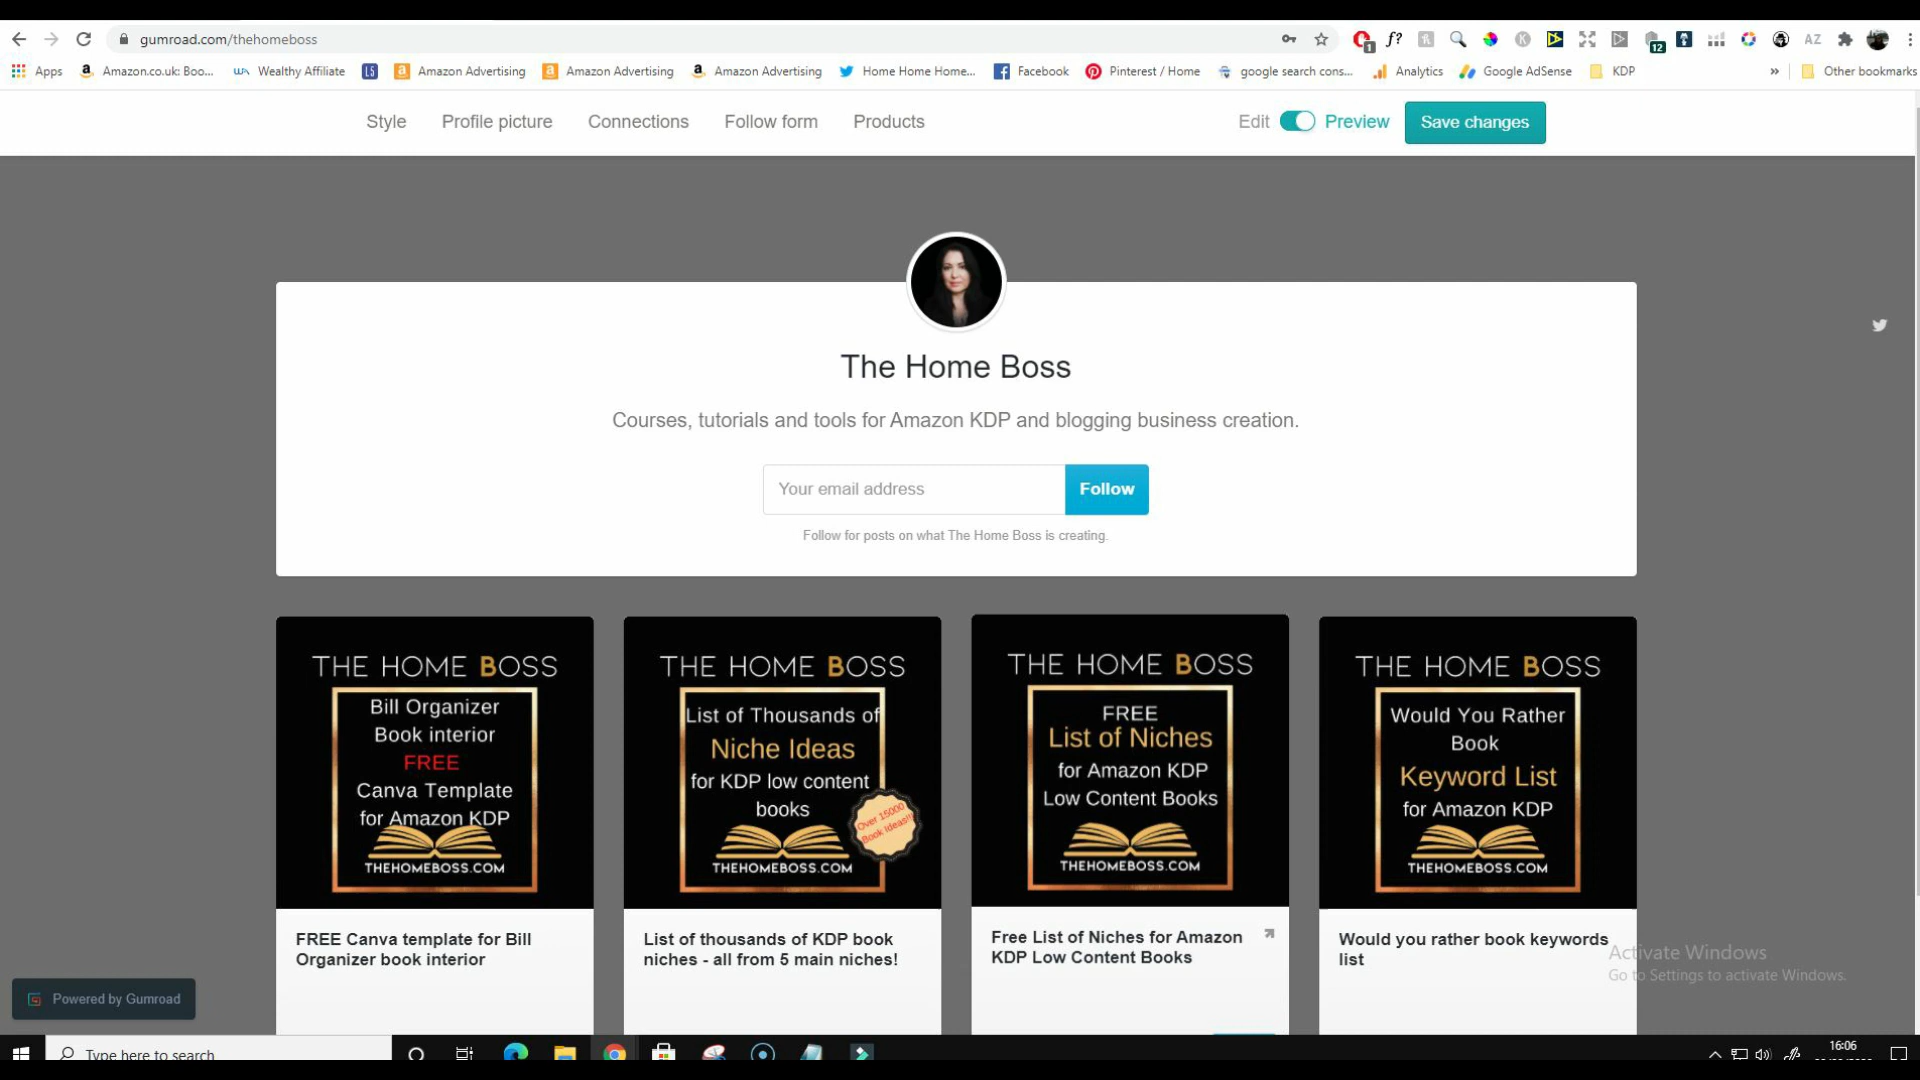 gumroad.com/thehomeboss
Apps
Amazon.co.uk: Boo...
Wealthy Affiliate
Amazon Advertising
Amazon Advertising
Amazon Advertising
Home Home Home...
Facebook
Pinterest / Home
google search cons...
Analytics
Google AdSense
KDP
»
Other bookmarks
Style
Profile picture
Connections
Follow form
Products
Edit
Preview
Save changes
The Home Boss
Courses, tutorials and tools for Amazon KDP and blogging business creation.
Your email address
Follow
Follow for posts on what The Home Boss is creating.
THE HOME BOSS
Bill Organizer
Book interior
FREE
Canva Template
for Amazon KDP
THEHOMEBOSS.COM
FREE Canva template for Bill
Organizer book interior
THE HOME BOSS
List of Thousands of
Niche Ideas
for KDP low content
books
Over 15000
Book Ideas!!!
THEHOMEBOSS.COM
List of thousands of KDP book
niches - all from 5 main niches!
THE HOME BOSS
FREE
List of Niches
for Amazon KDP
Low Content Books
THEHOMEBOSS.COM
Free List of Niches for Amazon
KDP Low Content Books
THE HOME BOSS
Would You Rather
Book
Keyword List
for Amazon KDP
THEHOMEBOSS.COM
Would you rather book keywords
list
Activate Windows
Go to Settings to activate Windows.
Powered by Gumroad
Type here to search
16:06